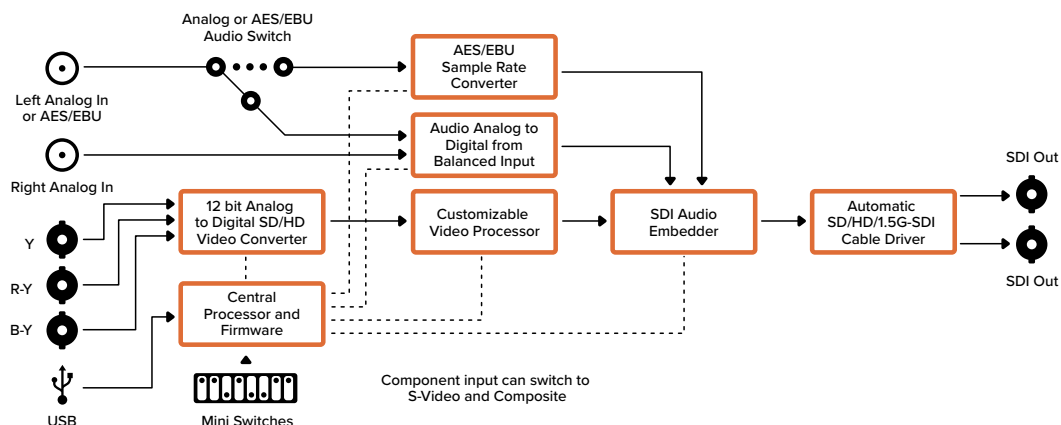 Analog or AES/EBU
Audio Switch
Left Analog In
or AES/EBU
Right Analog In
Y
R-Y
B-Y
USB
AES/EBU
Sample Rate
Converter
Audio Analog to
Digital from
Balanced Input
12 bit Analog
to Digital SD/HD
Video Converter
Customizable
Video Processor
SDI Audio
Embedder
Automatic
SD/HD/1.5G-SDI
Cable Driver
SDI Out
SDI Out
Central
Processor and
Firmware
Mini Switches
Component input can switch to
S-Video and Composite